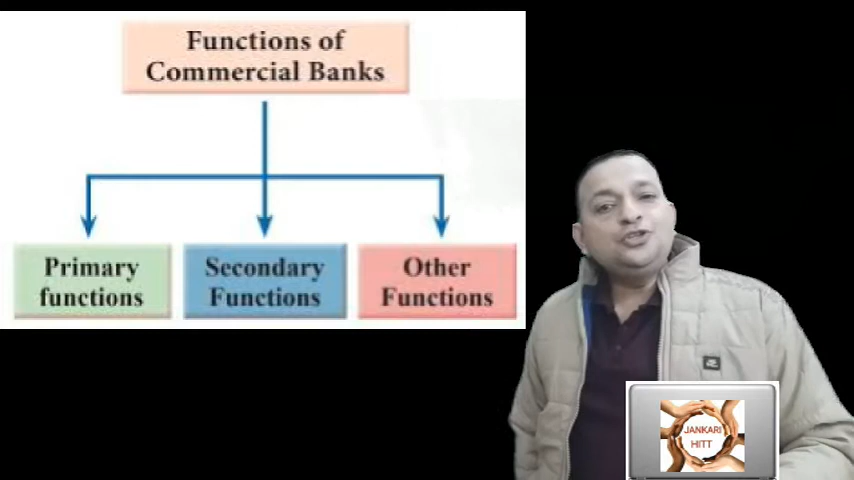 Functions of
Commercial Banks
Primary
functions
Secondary
Functions
Other
Functions
JANKARI
HITT